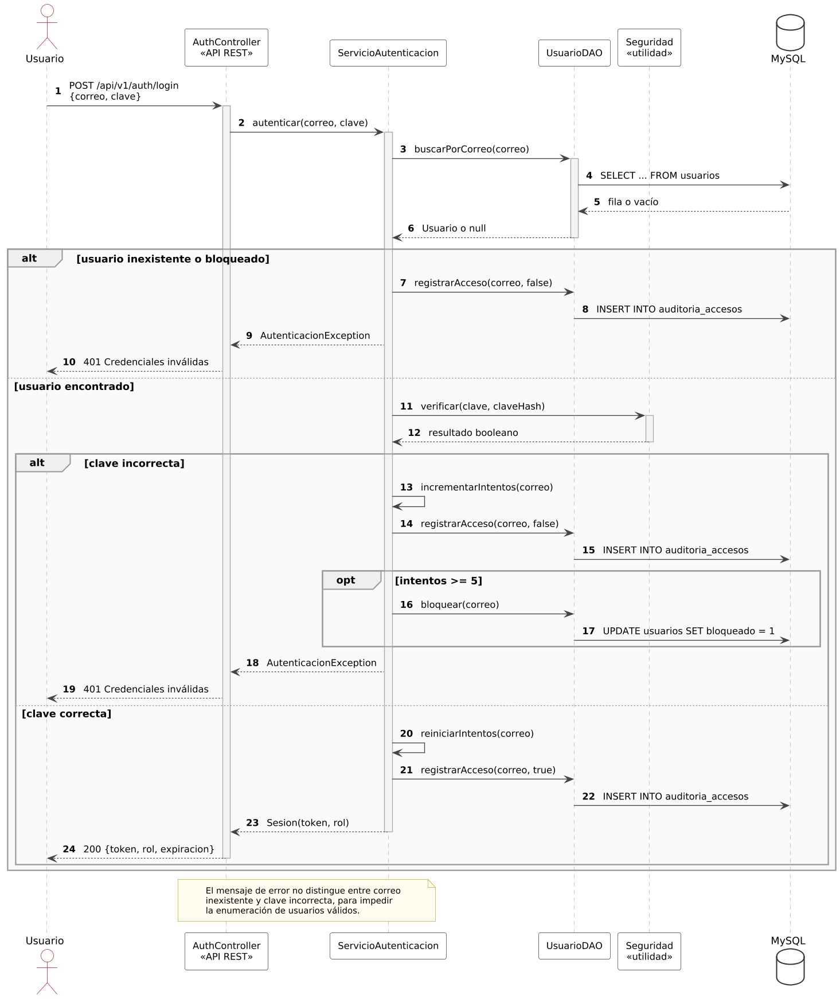 Usuario
AuthController
«API REST»
ServicioAutenticacion
UsuarioDAO
Seguridad
«utilidad»
MySQL
1 POST /api/v1/auth/login
{correo, clave}
2 autenticar(correo, clave)
3 buscarPorCorreo(correo)
4 SELECT ... FROM usuarios
5 fila o vacío
6 Usuario o null
alt [usuario inexistente o bloqueado]
7 registrarAcceso(correo, false)
8 INSERT INTO auditoria_accesos
9 AutenticacionException
10 401 Credenciales inválidas
[usuario encontrado]
11 verificar(clave, claveHash)
12 resultado booleano
alt [clave incorrecta]
13 incrementarIntentos(correo)
14 registrarAcceso(correo, false)
15 INSERT INTO auditoria_accesos
opt [intentos >= 5]
16 bloquear(correo)
17 UPDATE usuarios SET bloqueado = 1
18 AutenticacionException
19 401 Credenciales inválidas
[clave correcta]
20 reiniciarIntentos(correo)
21 registrarAcceso(correo, true)
22 INSERT INTO auditoria_accesos
23 Sesion(token, rol)
24 200 {token, rol, expiracion}
El mensaje de error no distingue entre correo
inexistente y clave incorrecta, para impedir
la enumeración de usuarios válidos.
Usuario
AuthController
«API REST»
ServicioAutenticacion
UsuarioDAO
Seguridad
«utilidad»
MySQL